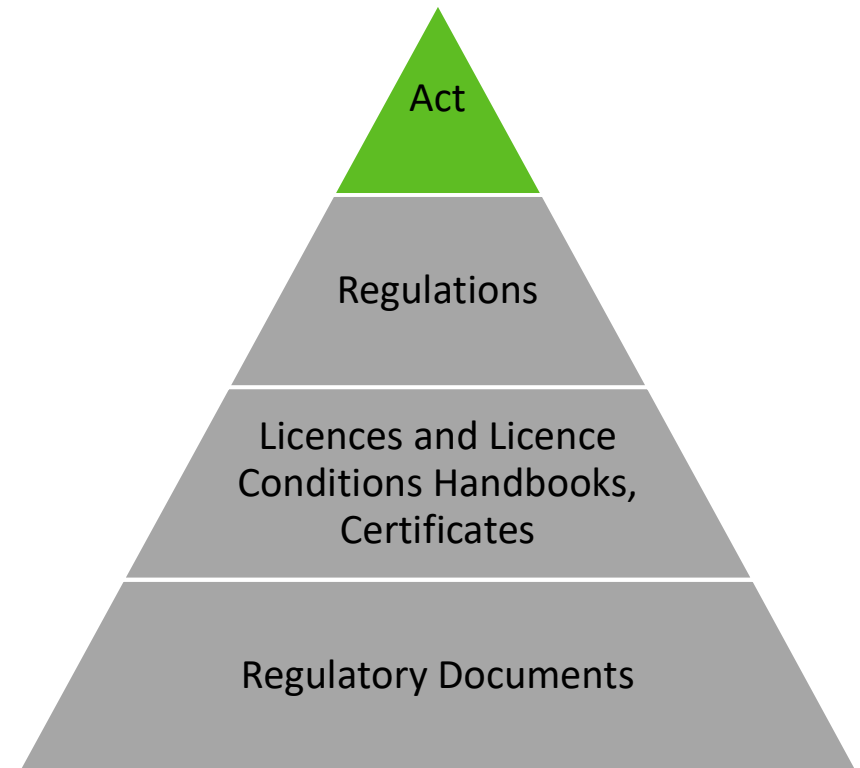 Act
Regulations
Licences and Licence
Conditions Handbooks,
Certificates
Regulatory Documents